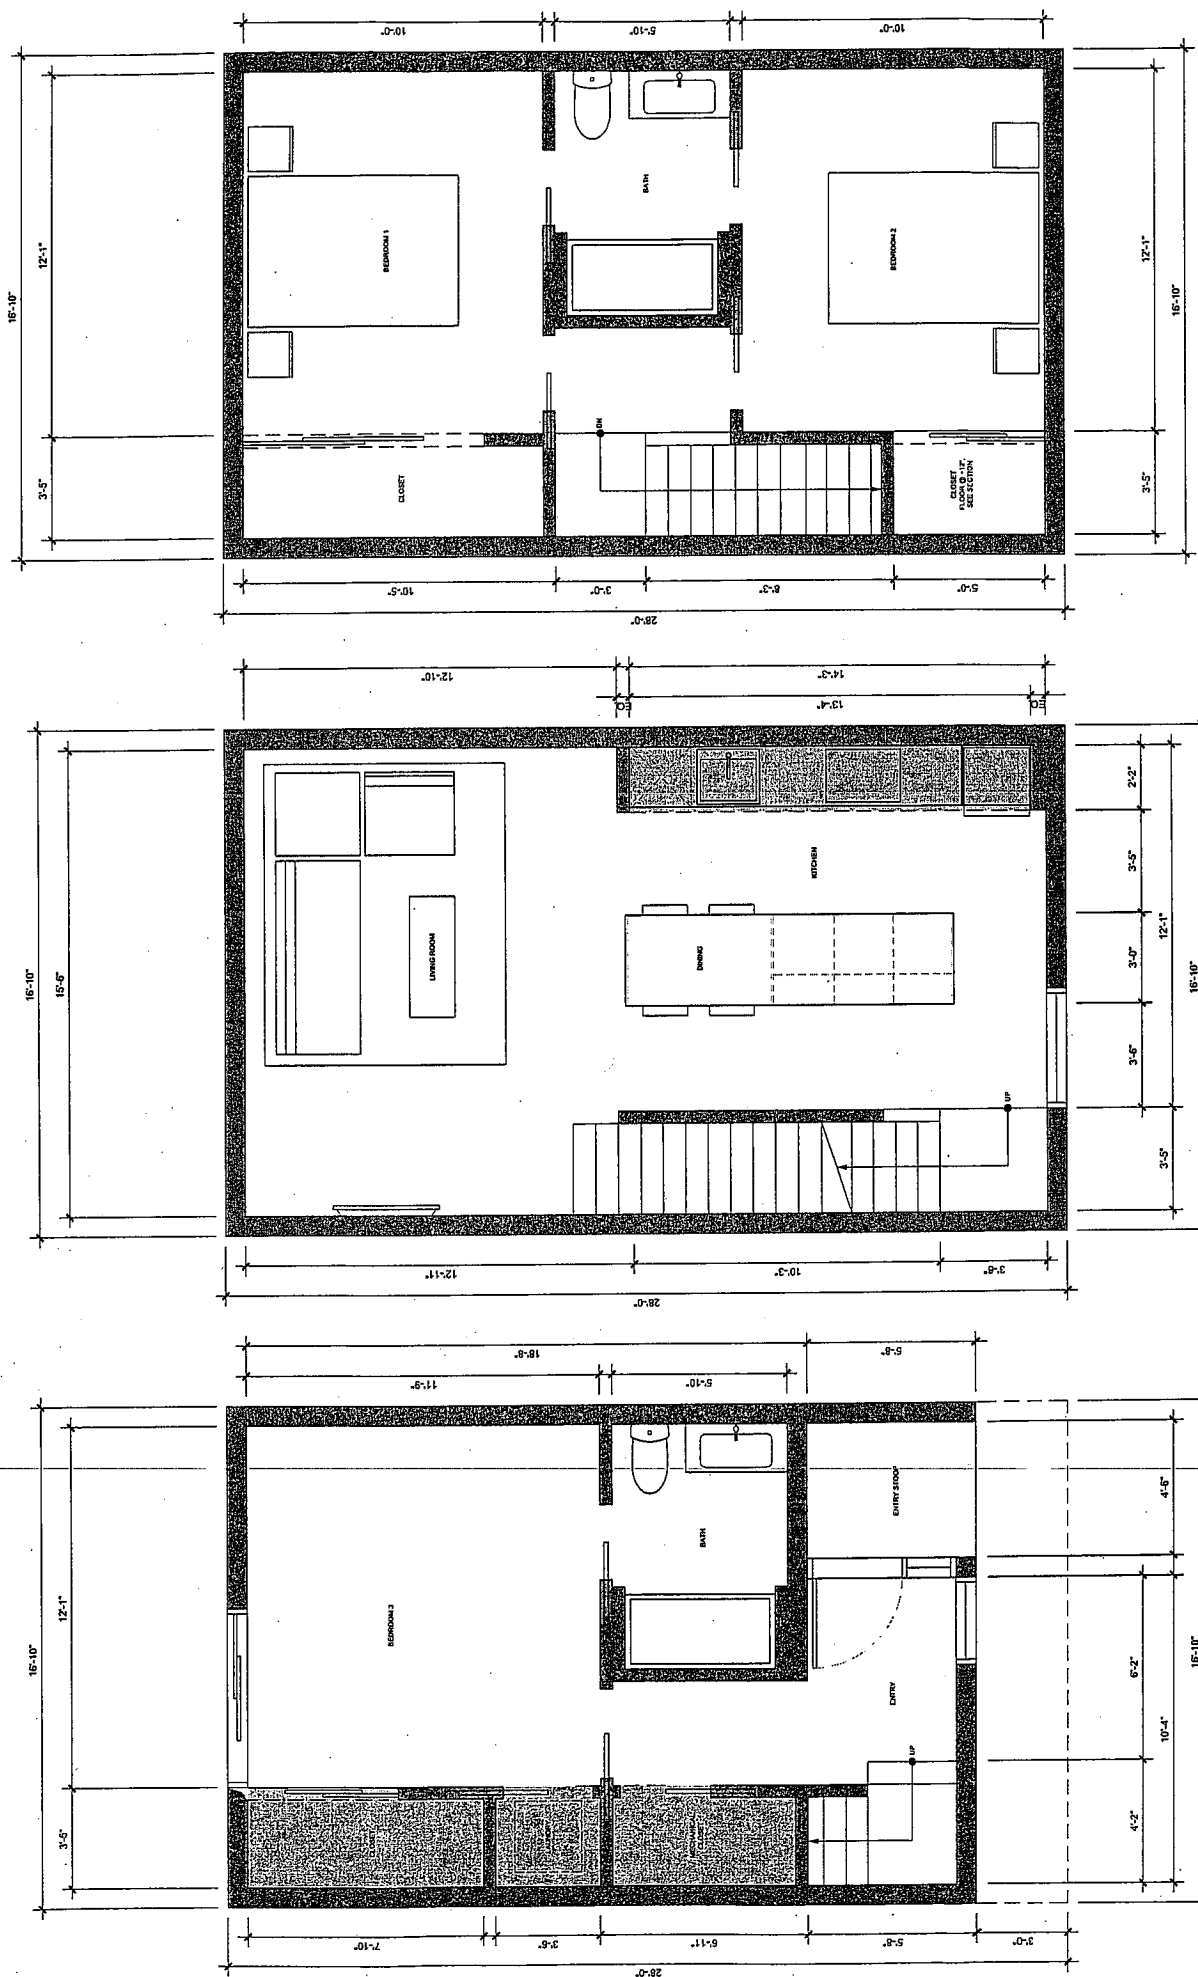 10'-0"
5'-10"
10'-0"
16'-10"
12'-1"
3'-5"
BEDROOM 1
BATH
BEDROOM 2
CLOSET
DN
CLOSET
FLOOR @ +12",
SEE SECTION
12'-1"
3'-5"
16'-10"
10'-5"
3'-0"
8'-3"
5'-0"
28'-0"
12'-10"
14'-3"
EQ
13'-4"
EQ
16'-10"
15'-6"
LIVING ROOM
DINING
KITCHEN
UP
2'-2"
3'-5"
3'-0"
3'-6"
12'-1"
3'-5"
16'-10"
12'-11"
10'-3"
28'-0"
18'-8"
5'-8"
11'-9"
5'-10"
16'-10"
12'-1"
3'-5"
BEDROOM 3
BATH
ENTRY STOOP
ENTRY
UP
4'-6"
6'-2"
10'-4"
4'-2"
16'-10"
7'-10"
3'-6"
6'-11"
5'-8"
3'-0"
28'-0"